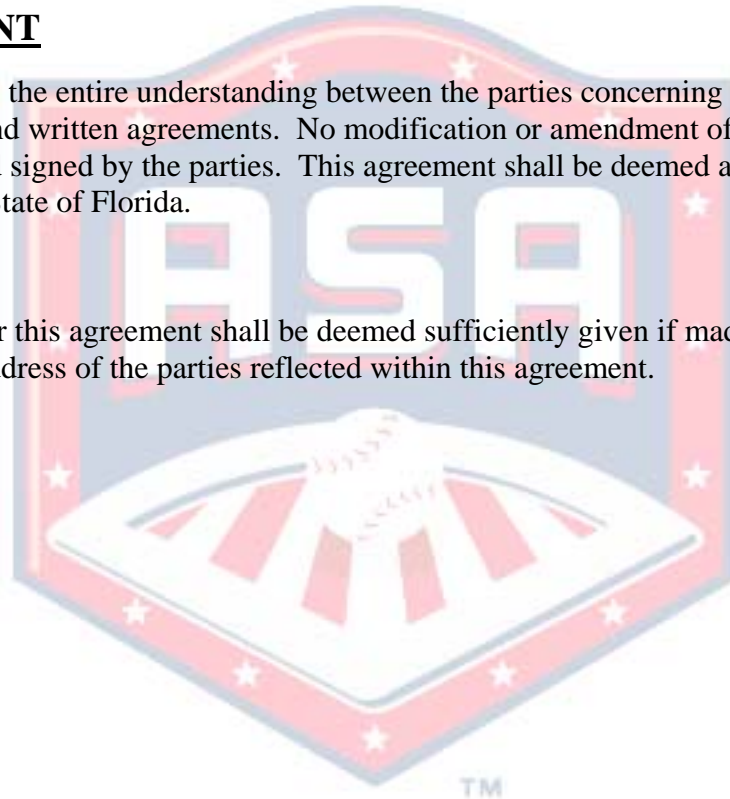 NT
the entire understanding between the parties concerning
nd written agreements. No modification or amendment of
signed by the parties. This agreement shall be deemed a
tate of Florida.
r this agreement shall be deemed sufficiently given if mad
ddress of the parties reflected within this agreement.
ASA
TM